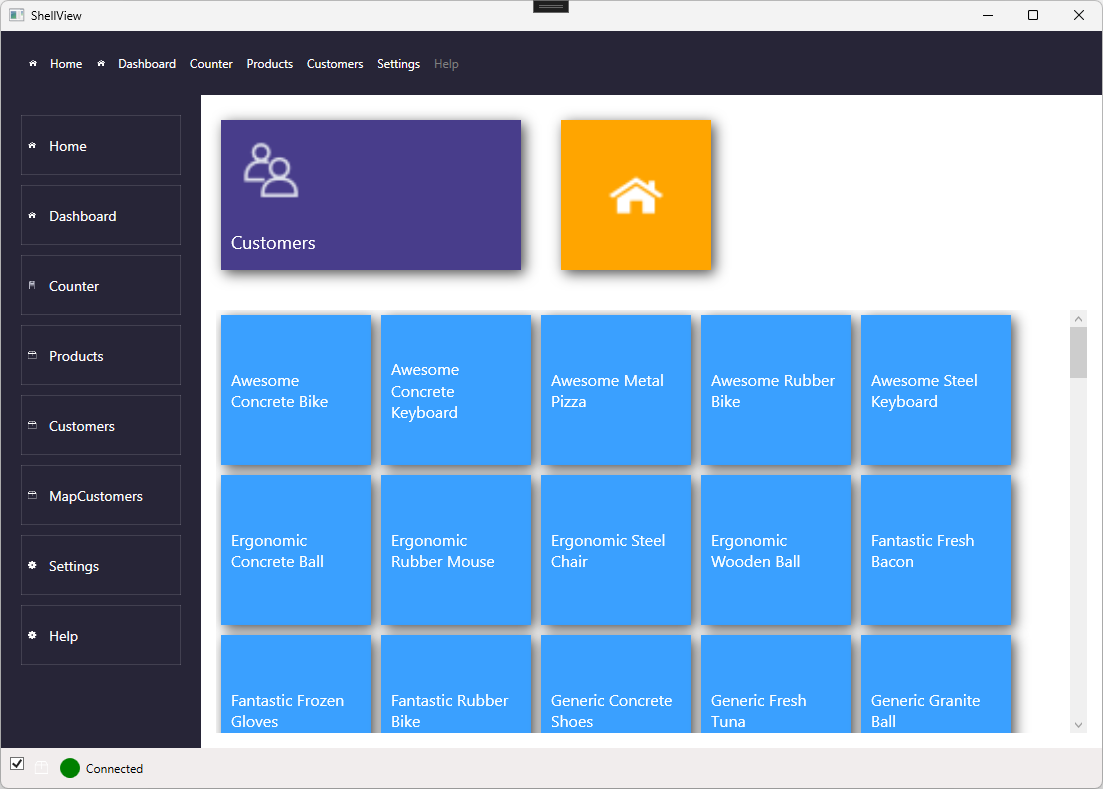 ShellView
Home Dashboard Counter Products Customers Settings Help
Home
Dashboard
Counter
Products
Customers
MapCustomers
Settings
Help
Customers
Awesome
Concrete Bike
Awesome
Concrete
Keyboard
Awesome Metal
Pizza
Awesome Rubber
Bike
Awesome Steel
Keyboard
Ergonomic
Concrete Ball
Ergonomic
Rubber Mouse
Ergonomic Steel
Chair
Ergonomic
Wooden Ball
Fantastic Fresh
Bacon
Fantastic Frozen
Gloves
Fantastic Rubber
Bike
Generic Concrete
Shoes
Generic Fresh
Tuna
Generic Granite
Ball
Connected